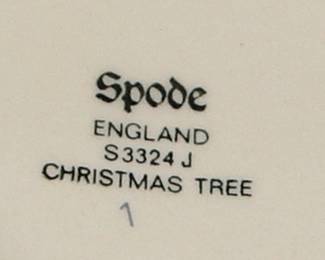 Spode
ENGLAND
S3324 J
CHRISTMAS TREE
1